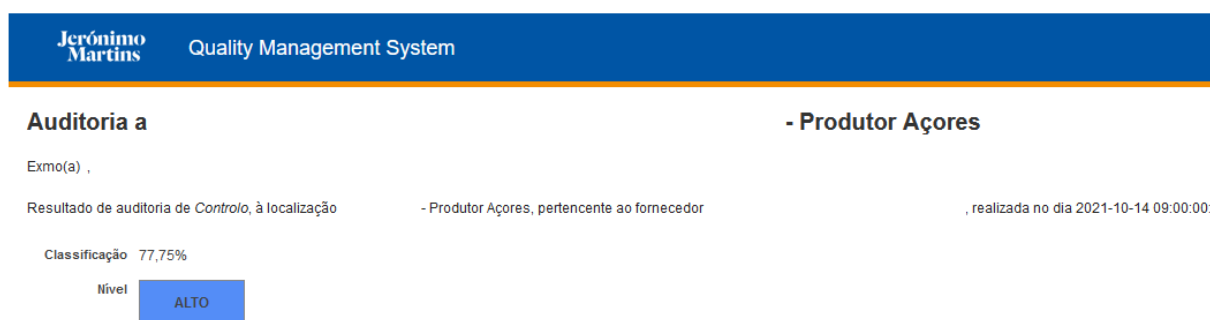 Jerónimo
Martins
Quality Management System
Auditoria a - Produtor Açores
Exmo(a) ,
Resultado de auditoria de Controlo, à localização - Produtor Açores, pertencente ao fornecedor , realizada no dia 2021-10-14 09:00:00
Classificação 77,75%
Nível ALTO